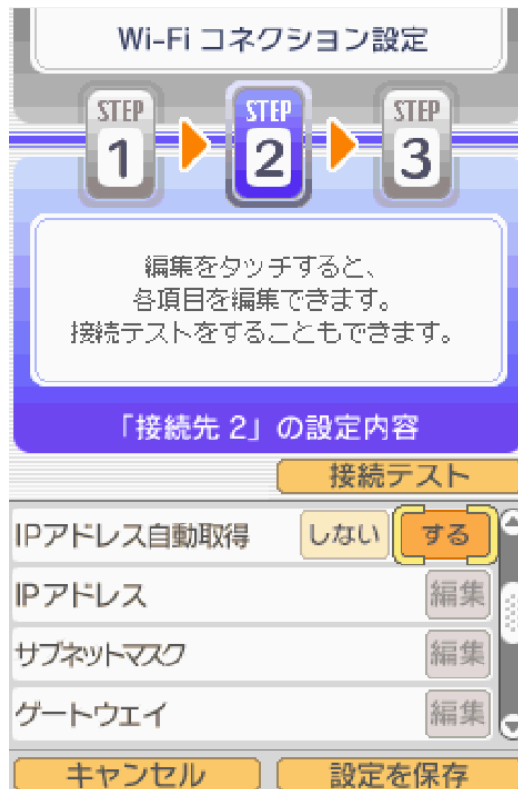 Wi-Fi コネクション設定
STEP 1
STEP 2
STEP 3
編集をタッチすると、
各項目を編集できます。
接続テストをすることもできます。
「接続先 2」の設定内容
接続テスト
IPアドレス自動取得 しない する
IPアドレス 編集
サブネットマスク 編集
ゲートウェイ 編集
キャンセル 設定を保存